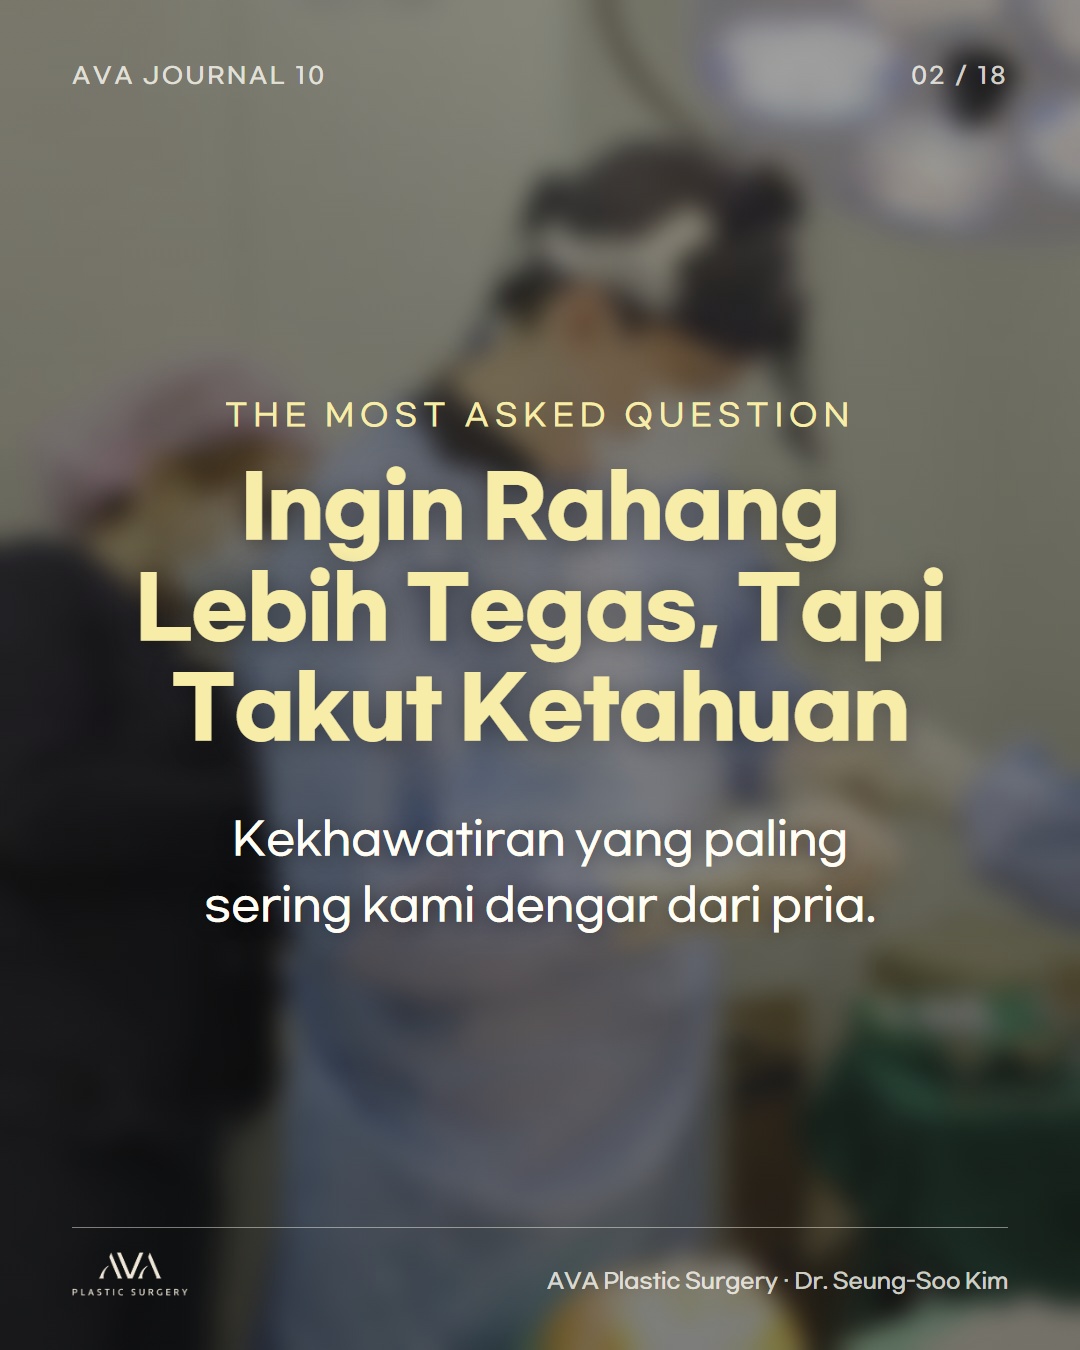 AVA JOURNAL 10
02 / 18
THE MOST ASKED QUESTION
Ingin Rahang
Lebih Tegas, Tapi
Takut Ketahuan
Kekhawatiran yang paling
sering kami dengar dari pria.
AVA
PLASTIC SURGERY
AVA Plastic Surgery · Dr. Seung-Soo Kim